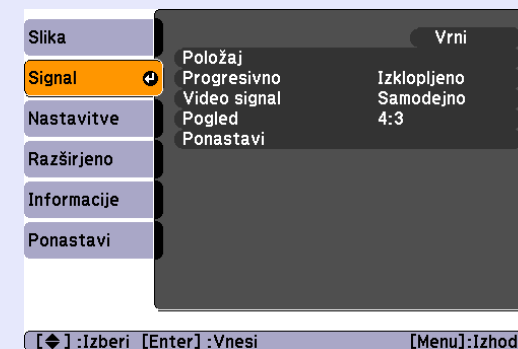 Slika
Signal
Nastavitve
Razširjeno
Informacije
Ponastavi
Vrni
Položaj
Progresivno Izklopljeno
Video signal Samodejno
Pogled 4:3
Ponastavi
[◆] :Izberi [Enter] :Vnesi [Menu]:Izhod